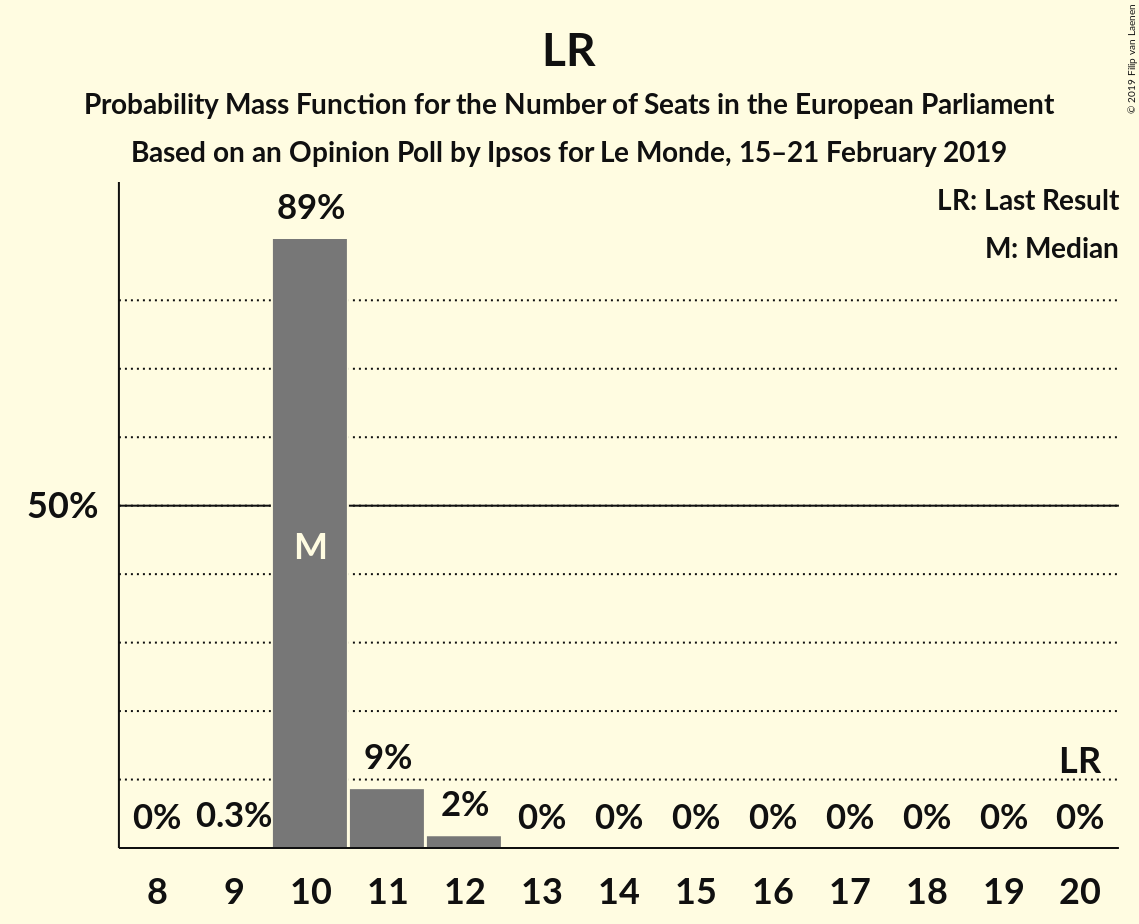 LR
Probability Mass Function for the Number of Seats in the European Parliament
Based on an Opinion Poll by Ipsos for Le Monde, 15–21 February 2019
© 2019 Filip van Laenen
LR: Last Result
M: Median
89%
50%
M
9%
LR
0% 0.3% 2% 0% 0% 0% 0% 0% 0% 0% 0%
8 9 10 11 12 13 14 15 16 17 18 19 20